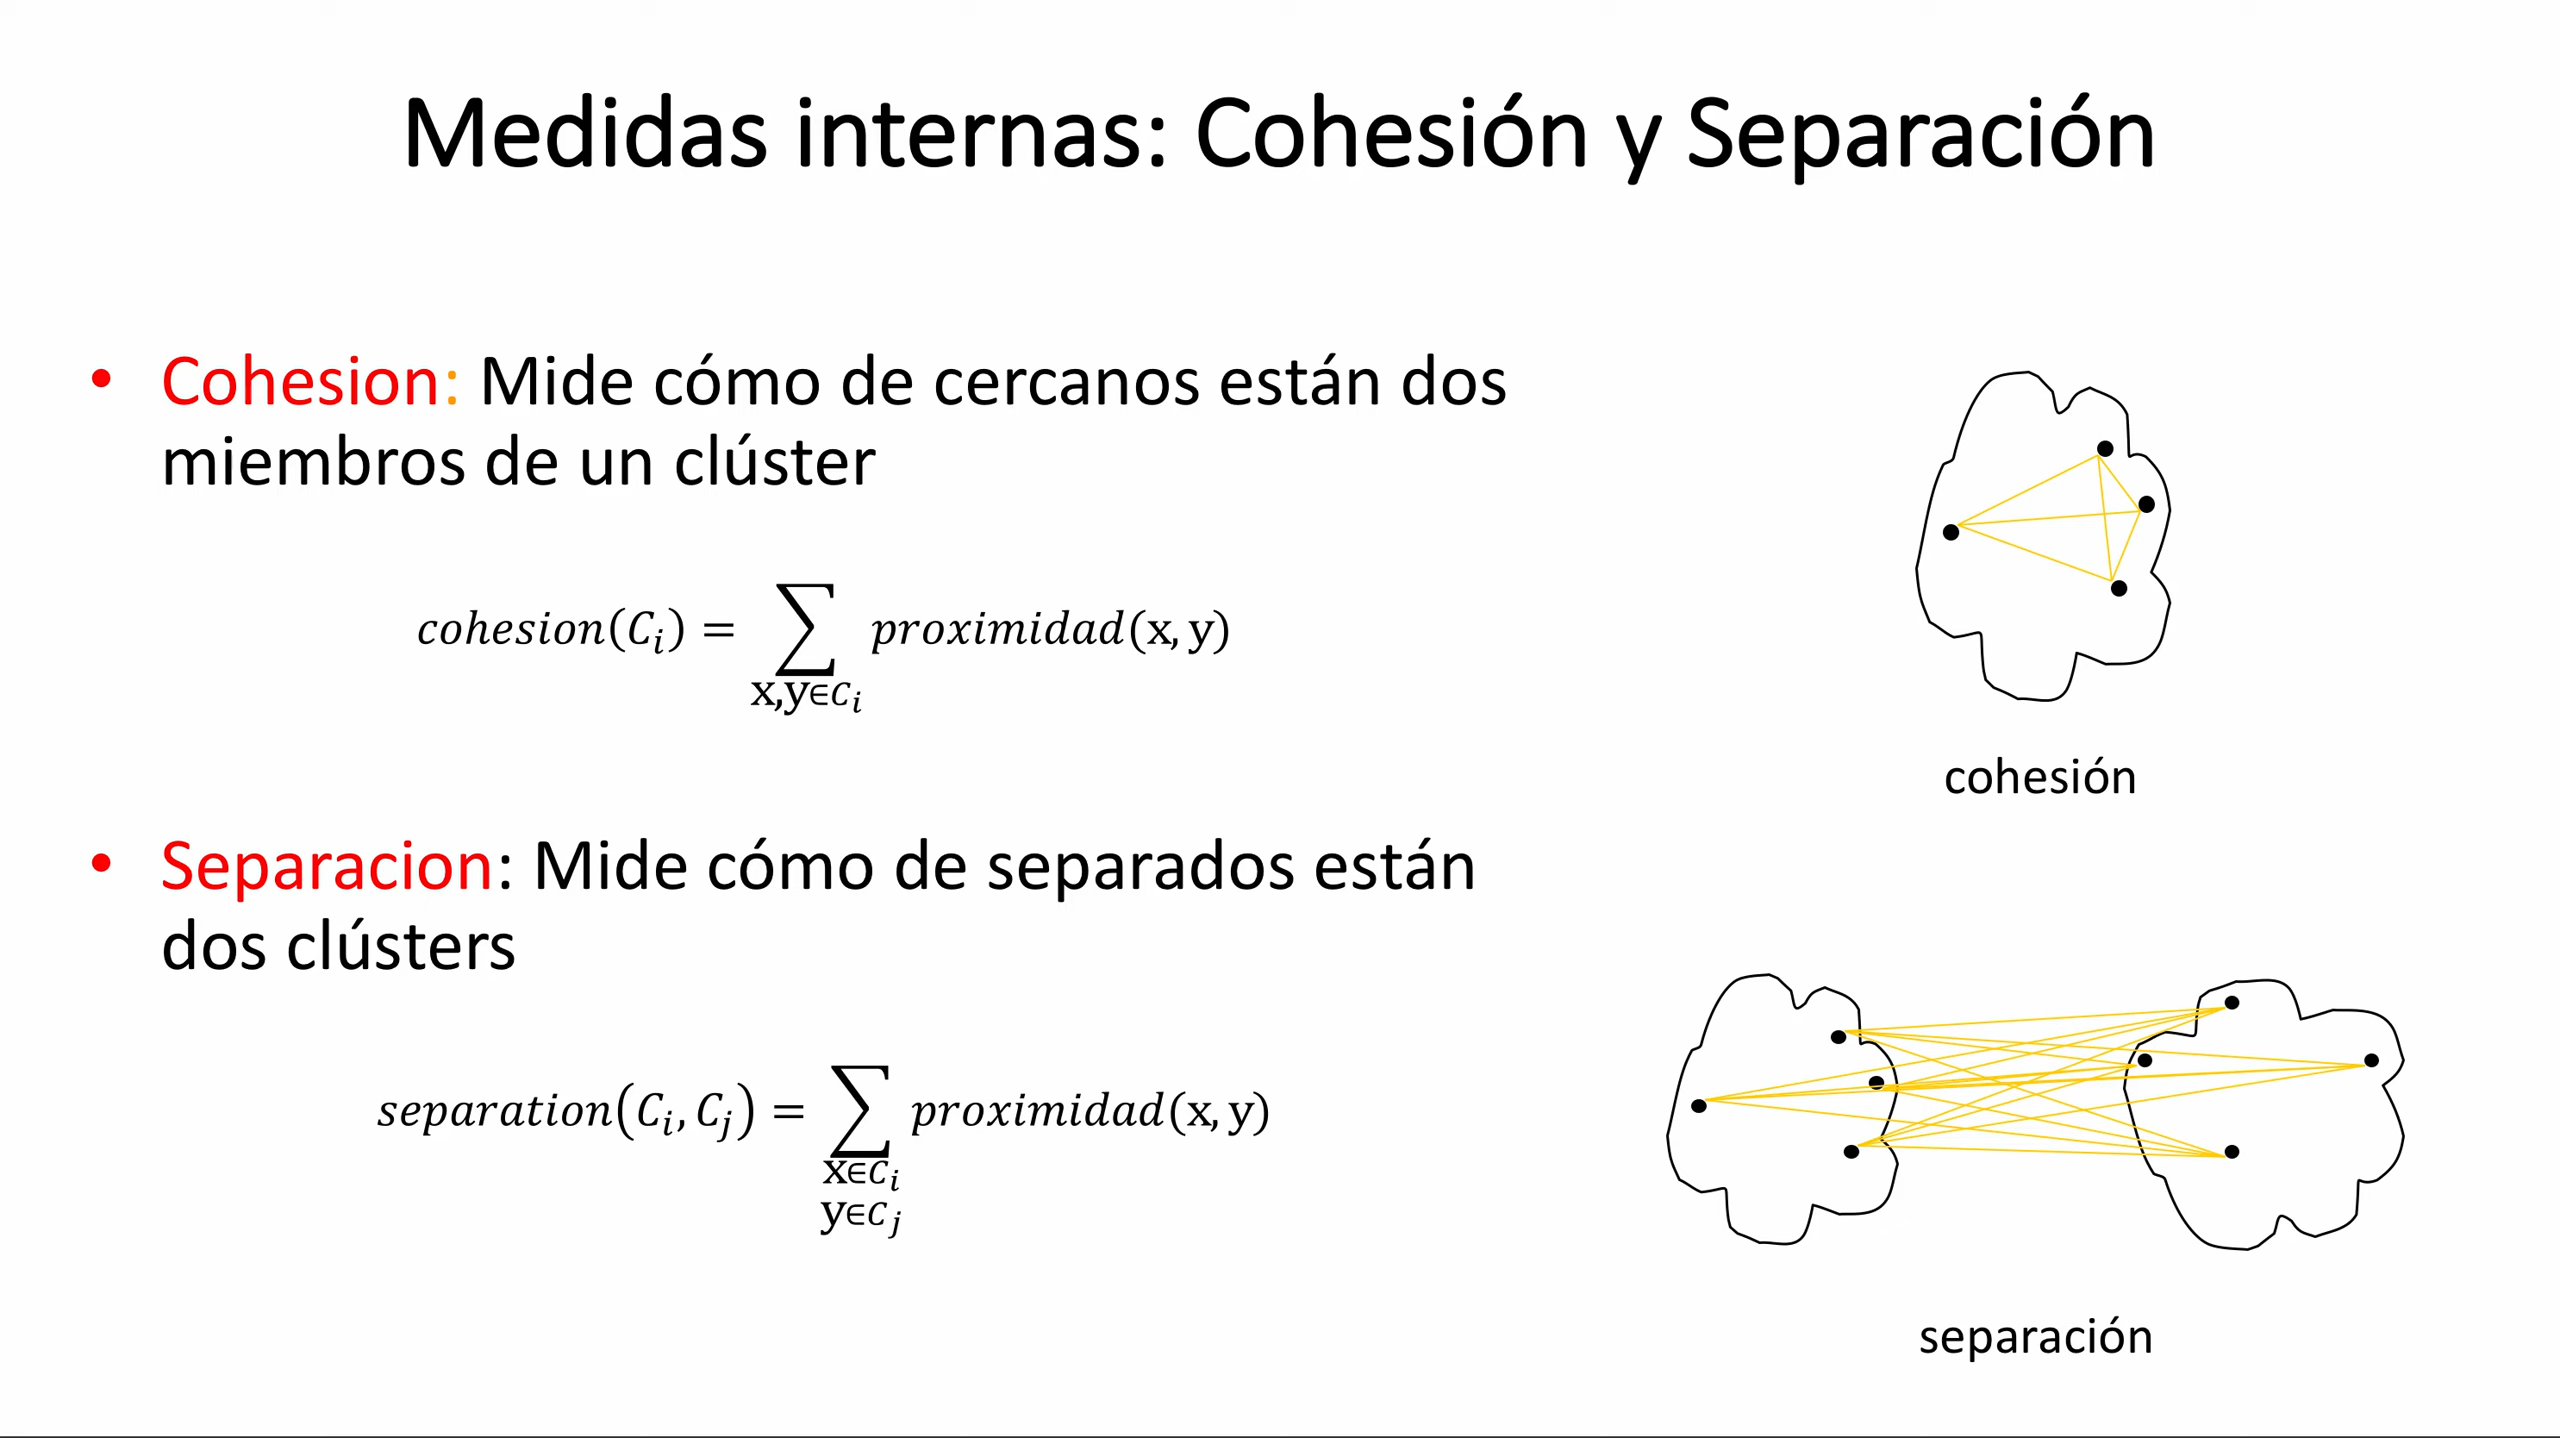 Medidas internas: Cohesión y Separación
• Cohesion: Mide cómo de cercanos están dos
miembros de un clúster
cohesion(Cᵢ) = ∑ proximidad(x, y)
x,y∈Cᵢ
cohesión
• Separacion: Mide cómo de separados están
dos clústers
separation(Cᵢ, Cⱼ) = ∑ proximidad(x, y)
x∈Cᵢ
y∈Cⱼ
separación